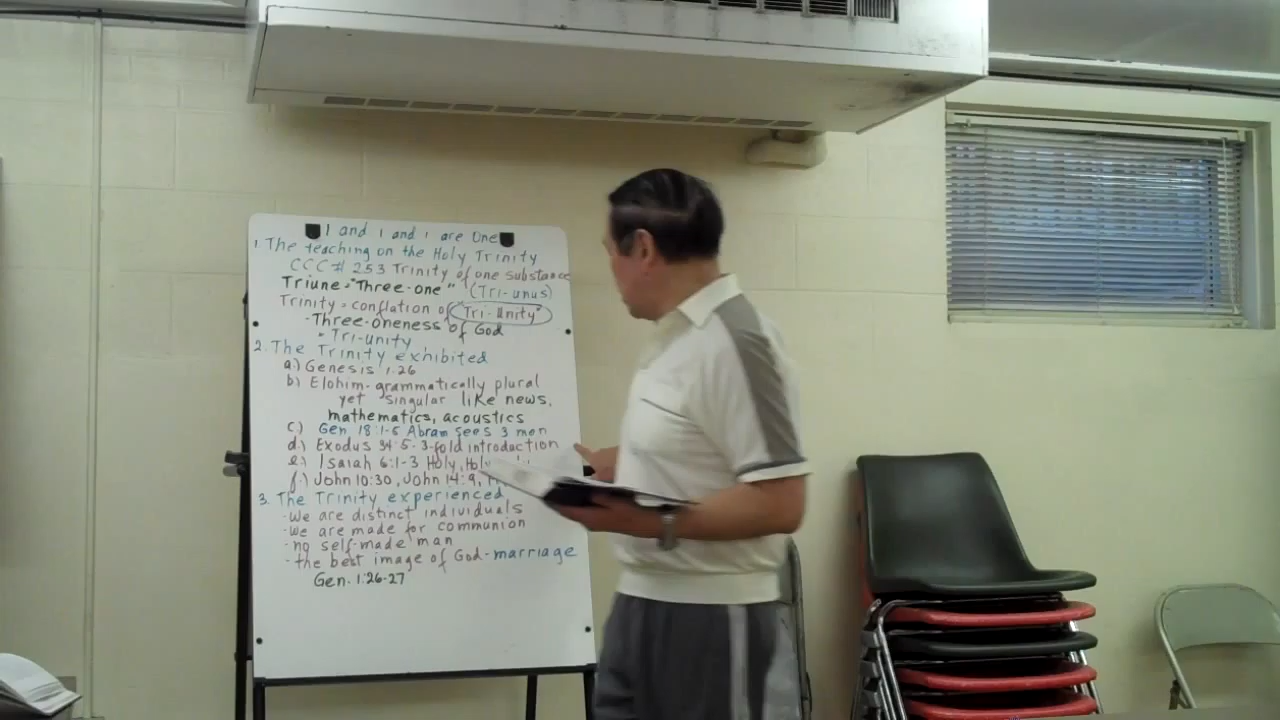 1 and 1 and 1 are One
1. The teaching on the Holy Trinity
CCC# 253 Trinity of one substance
Triune = "Three-one" (Tri-unus)
Trinity = conflation of "Tri-Unity"
- Three-oneness of God
= Tri-unity
2. The Trinity exhibited
a.) Genesis 1:26
b.) Elohim - grammatically plural
yet singular like news,
mathematics, acoustics
c.) Gen 18:1-5 Abram sees 3 men
d.) Exodus 34:5 - 3-fold introduction
e.) Isaiah 6:1-3 Holy, Holy
f.) John 10:30, John 14:9,
3. The Trinity experienced
- we are distinct individuals
- we are made for communion
- no self-made man
- the best image of God - marriage
Gen. 1:26-27